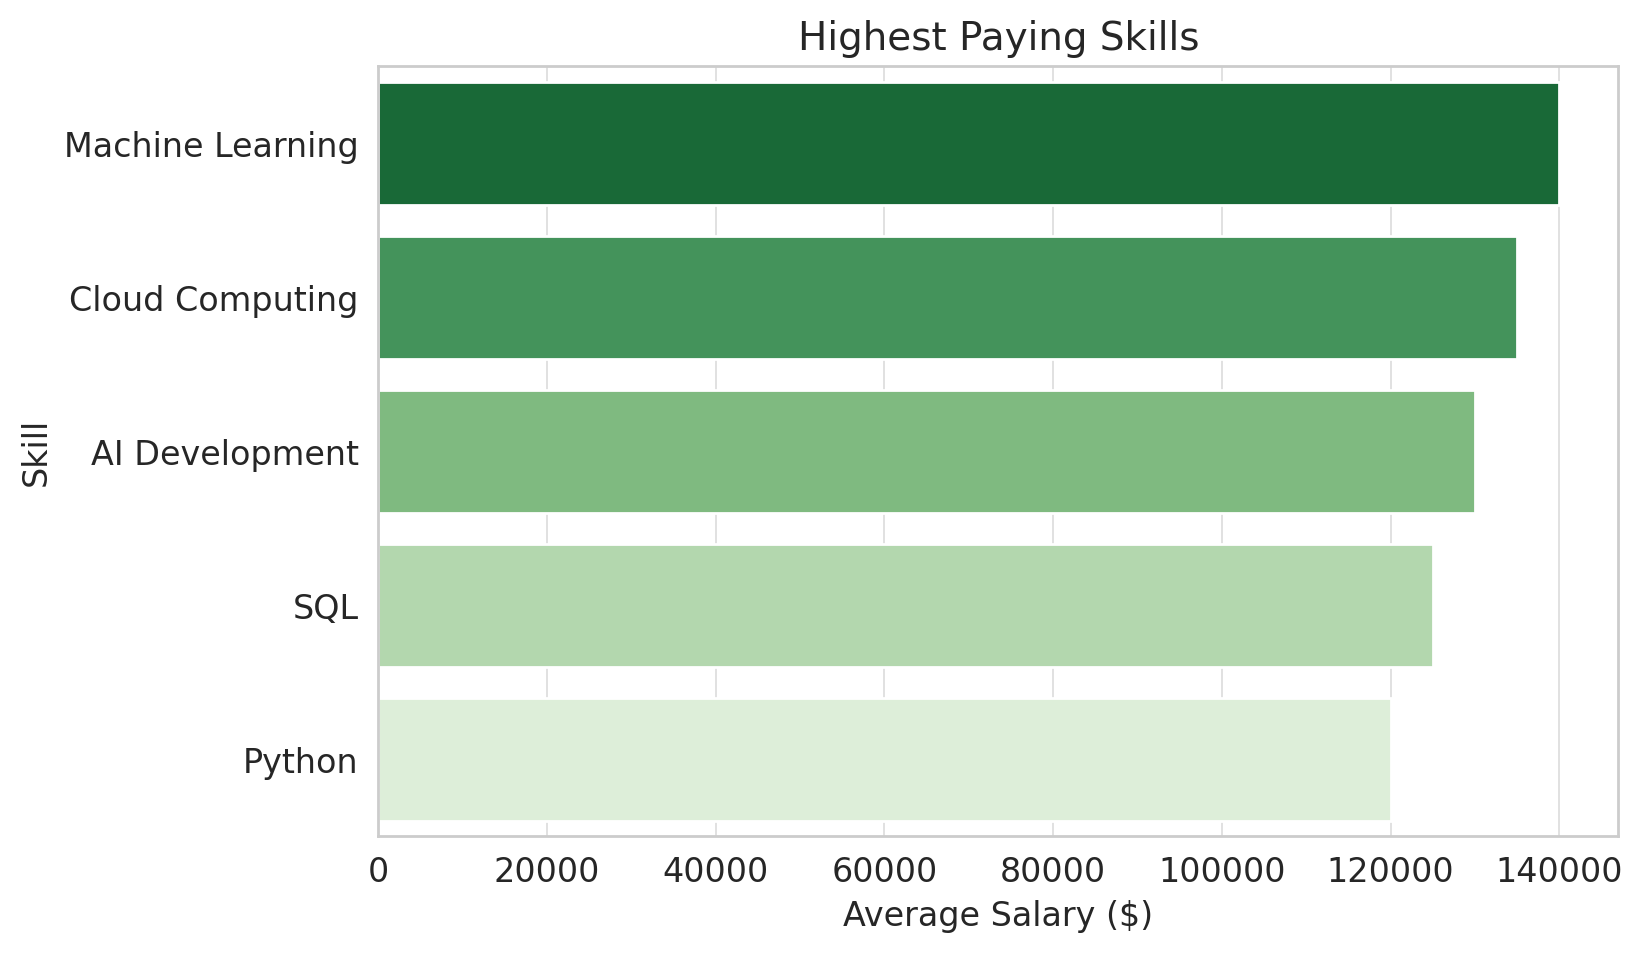 Highest Paying Skills
Machine Learning
Cloud Computing
AI Development
SQL
Python
Skill
0 20000 40000 60000 80000 100000 120000 140000
Average Salary ($)